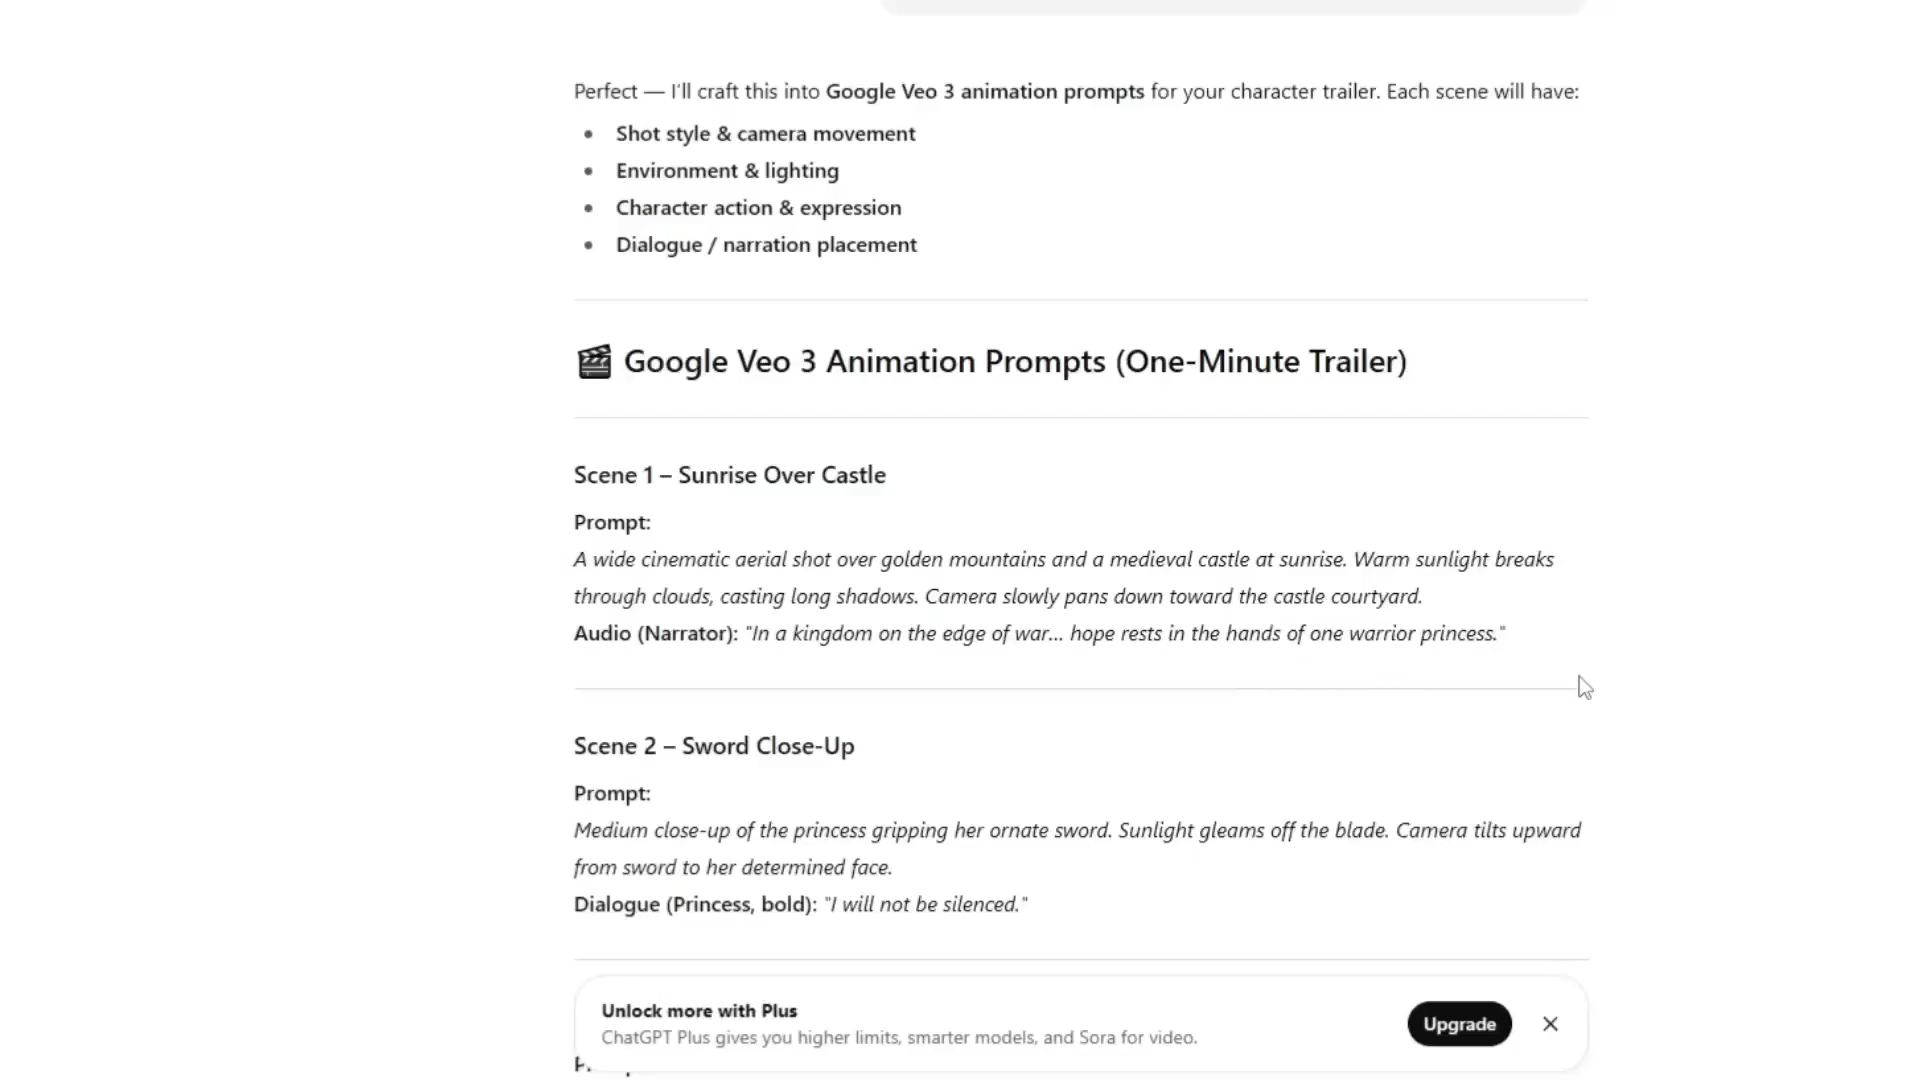 Perfect — I'll craft this into Google Veo 3 animation prompts for your character trailer. Each scene will have:
• Shot style & camera movement
• Environment & lighting
• Character action & expression
• Dialogue / narration placement
🎬 Google Veo 3 Animation Prompts (One-Minute Trailer)
Scene 1 – Sunrise Over Castle
Prompt:
A wide cinematic aerial shot over golden mountains and a medieval castle at sunrise. Warm sunlight breaks
through clouds, casting long shadows. Camera slowly pans down toward the castle courtyard.
Audio (Narrator): "In a kingdom on the edge of war... hope rests in the hands of one warrior princess."
Scene 2 – Sword Close-Up
Prompt:
Medium close-up of the princess gripping her ornate sword. Sunlight gleams off the blade. Camera tilts upward
from sword to her determined face.
Dialogue (Princess, bold): "I will not be silenced."
Unlock more with Plus
ChatGPT Plus gives you higher limits, smarter models, and Sora for video.
Upgrade